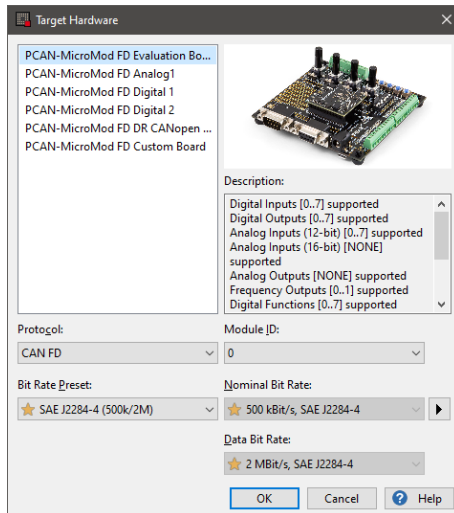 Target Hardware
PCAN-MicroMod FD Evaluation Bo...
PCAN-MicroMod FD Analog1
PCAN-MicroMod FD Digital 1
PCAN-MicroMod FD Digital 2
PCAN-MicroMod FD DR CANopen ...
PCAN-MicroMod FD Custom Board
Description:
Digital Inputs [0..7] supported
Digital Outputs [0..7] supported
Analog Inputs (12-bit) [0..7] supported
Analog Inputs (16-bit) [NONE]
supported
Analog Outputs [NONE] supported
Frequency Outputs [0..1] supported
Digital Functions [0..7] supported
Protocol:
Module ID:
CAN FD
0
Bit Rate Preset:
Nominal Bit Rate:
SAE J2284-4 (500k/2M)
500 kBit/s, SAE J2284-4
Data Bit Rate:
2 MBit/s, SAE J2284-4
OK
Cancel
Help